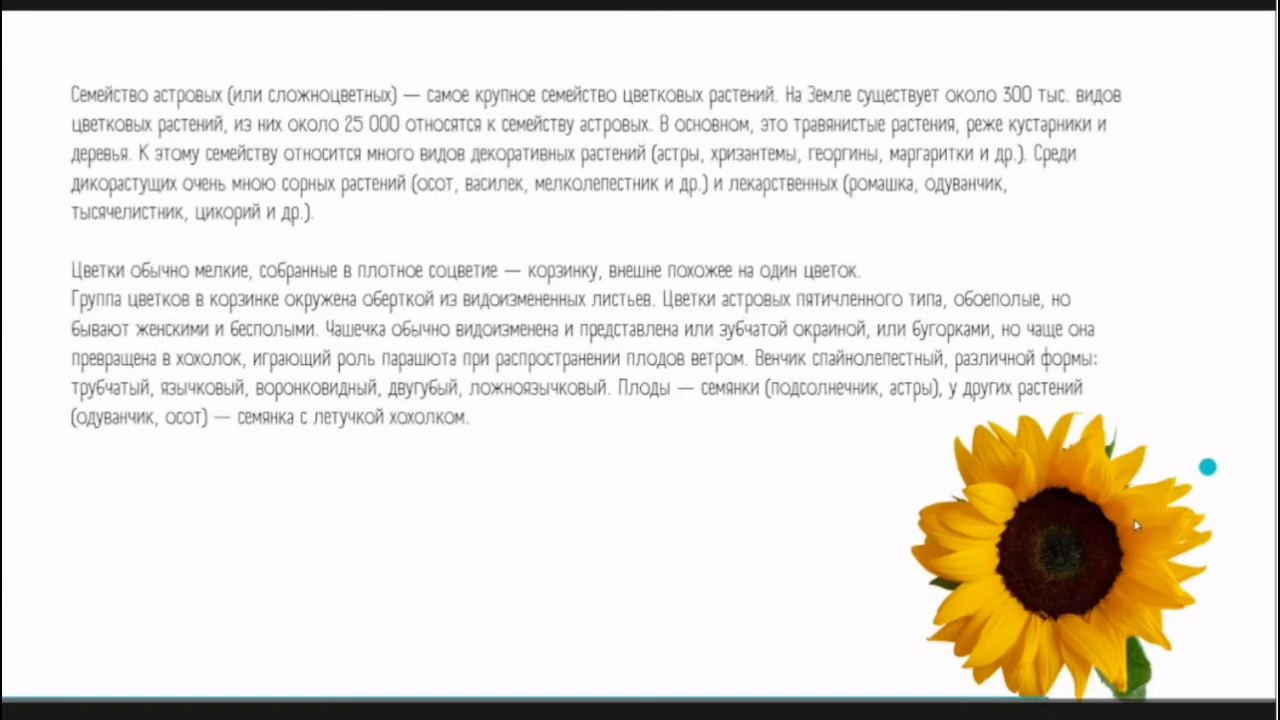 Семейство астровых (или сложноцветных) — самое крупное семейство цветковых растений. На Земле существует около 300 тыс. видов
цветковых растений, из них около 25 000 относятся к семейству астровых. В основном, это травянистые растения, реже кустарники и
деревья. К этому семейству относится много видов декоративных растений (астры, хризантемы, георгины, маргаритки и др.). Среди
дикорастущих очень мною сорных растений (осот, василек, мелколепестник и др.) и лекарственных (ромашка, одуванчик,
тысячелистник, цикорий и др.).
Цветки обычно мелкие, собранные в плотное соцветие — корзинку, внешне похожее на один цветок.
Группа цветков в корзинке окружена оберткой из видоизмененных листьев. Цветки астровых пятичленного типа, обоеполые, но
бывают женскими и бесполыми. Чашечка обычно видоизменена и представлена или зубчатой окраиной, или бугорками, но чаще она
превращена в хохолок, играющий роль парашюта при распространении плодов ветром. Венчик спайнолепестный, различной формы:
трубчатый, язычковый, воронковидный, двугубый, ложноязычковый. Плоды — семянки (подсолнечник, астры), у других растений
(одуванчик, осот) — семянка с летучкой хохолком.